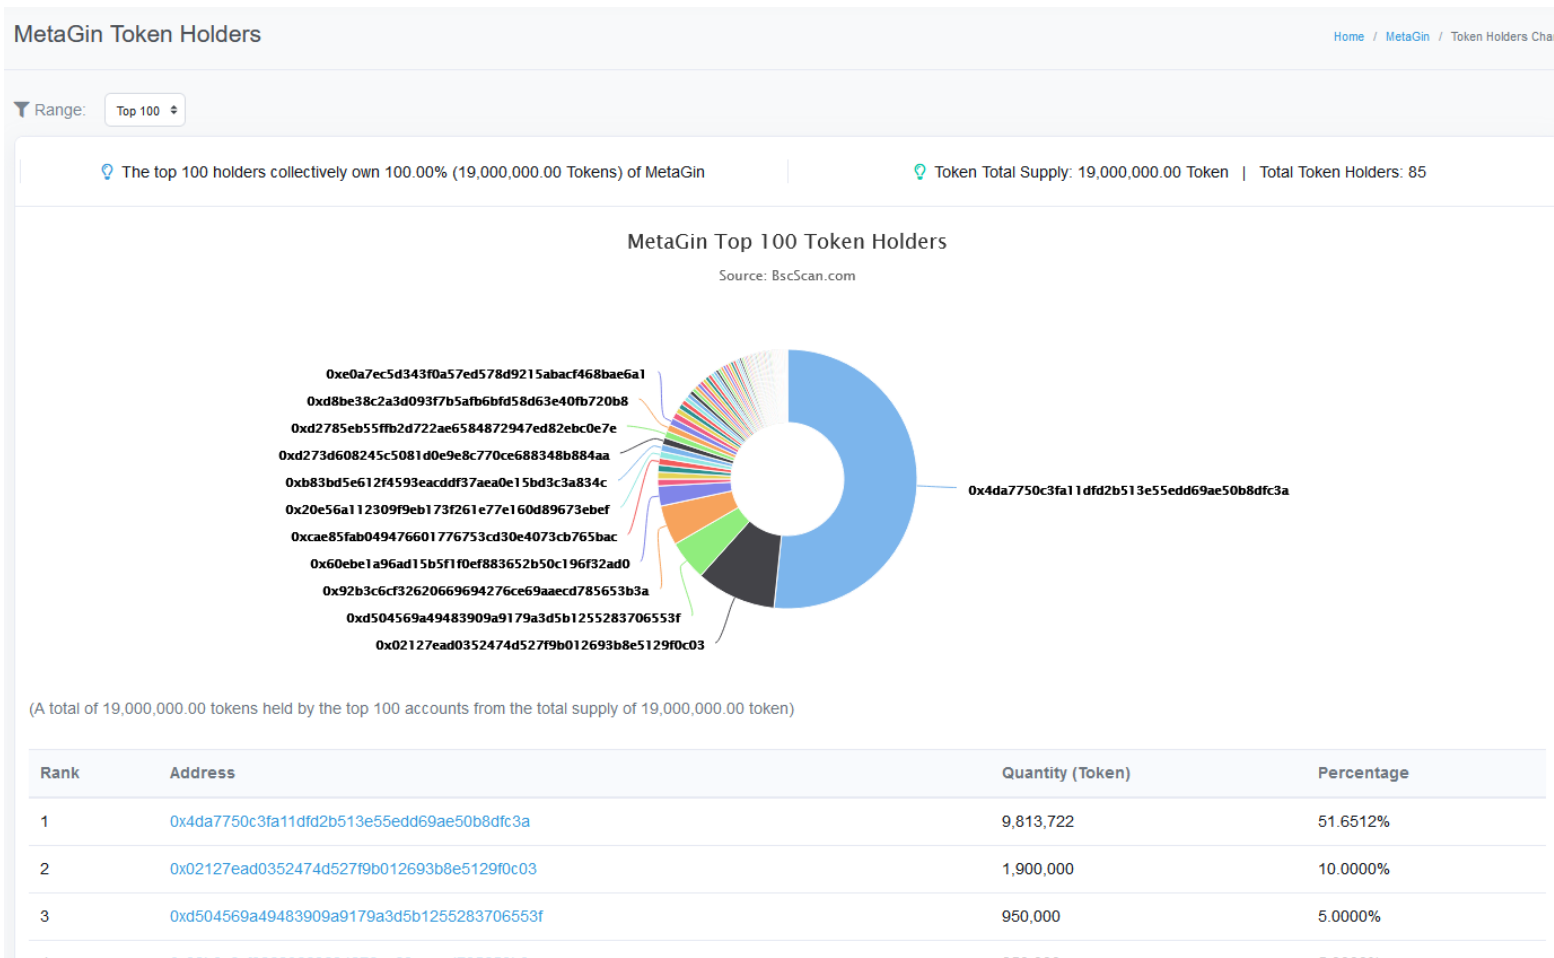 MetaGin Token Holders
Home / MetaGin / Token Holders
Range: Top 100
The top 100 holders collectively own 100.00% (19,000,000.00 Tokens) of MetaGin
Token Total Supply: 19,000,000.00 Token | Total Token Holders: 85
MetaGin Top 100 Token Holders
Source: BscScan.com
0xe0a7ec5d343f0a57ed578d9215abacf468bae6a1
0xd8be38c2a3d093f7b5afb6bfd58d63e40fb720b8
0xd2785eb55ffb2d722ae6584872947ed82ebc0e7e
0xd273d608245c5081d0e9e8c770ce688348b884aa
0xb83bd5e612f4593eacddf37aea0e15bd3c3a834c
0x4da7750c3fa11dfd2b513e55edd69ae50b8dfc3a
0x20e56a112309f9eb173f261e77e160d89673ebef
0xcae85fab049476601776753cd30e4073cb765bac
0x60ebe1a96ad15b5f1f0ef883652b50c196f32ad0
0x92b3c6cf32620669694276ce69aaecd785653b3a
0xd504569a49483909a9179a3d5b1255283706553f
0x02127ead0352474d527f9b012693b8e5129f0c03
(A total of 19,000,000.00 tokens held by the top 100 accounts from the total supply of 19,000,000.00 token)
Rank Address Quantity (Token) Percentage
1 0x4da7750c3fa11dfd2b513e55edd69ae50b8dfc3a 9,813,722 51.6512%
2 0x02127ead0352474d527f9b012693b8e5129f0c03 1,900,000 10.0000%
3 0xd504569a49483909a9179a3d5b1255283706553f 950,000 5.0000%